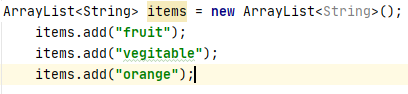 ArrayList<String> items = new ArrayList<String>();
items.add("fruit");
items.add("vegitable");
items.add("orange");